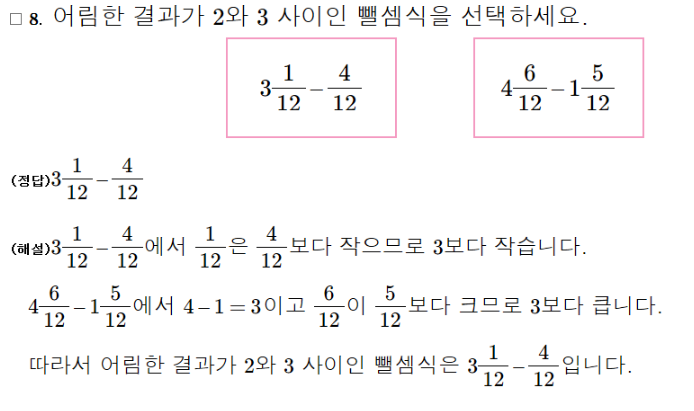 □ 8. 어림한 결과가 2와 3 사이인 뺄셈식을 선택하세요.
3 1/12 − 4/12    4 6/12 − 1 5/12
(정답)3 1/12 − 4/12
(해설)3 1/12 − 4/12에서 1/12은 4/12보다 작으므로 3보다 작습니다.
4 6/12 − 1 5/12에서 4 − 1 = 3이고 6/12이 5/12보다 크므로 3보다 큽니다.
따라서 어림한 결과가 2와 3 사이인 뺄셈식은 3 1/12 − 4/12입니다.